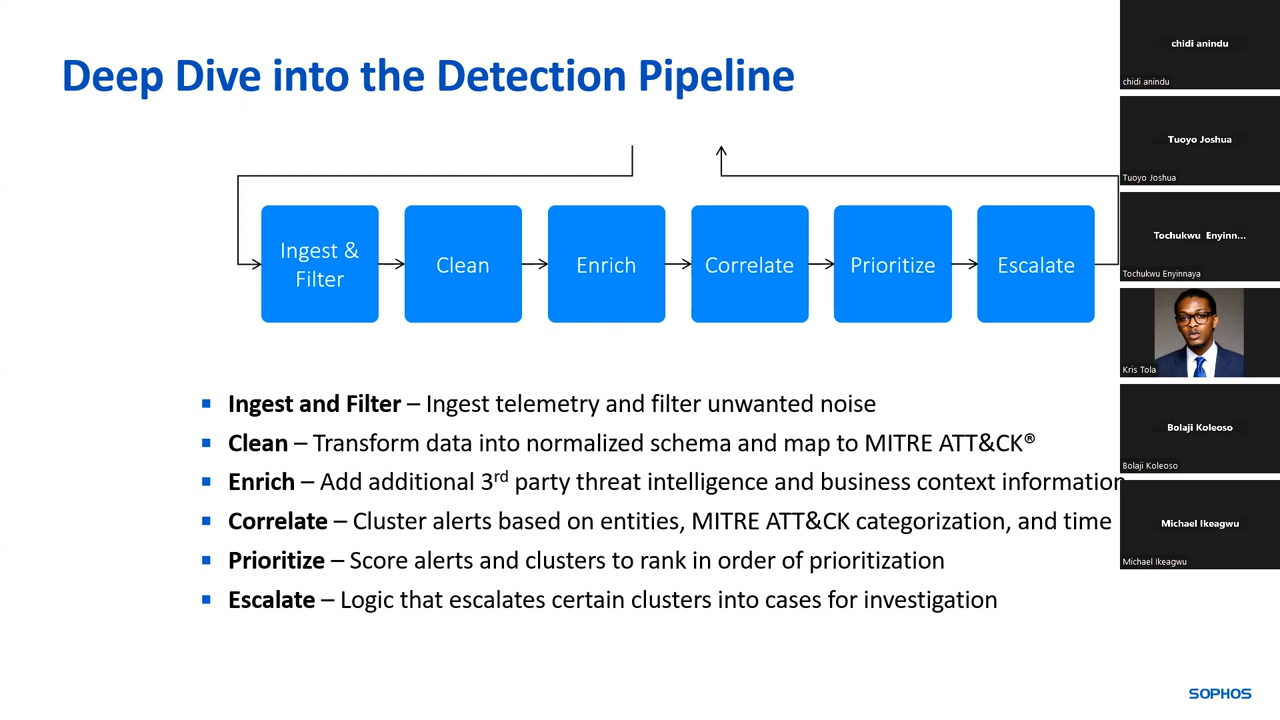 Deep Dive into the Detection Pipeline
Ingest &
Filter
Clean
Enrich
Correlate
Prioritize
Escalate
▪ Ingest and Filter – Ingest telemetry and filter unwanted noise
▪ Clean – Transform data into normalized schema and map to MITRE ATT&CK®
▪ Enrich – Add additional 3rd party threat intelligence and business context information
▪ Correlate – Cluster alerts based on entities, MITRE ATT&CK categorization, and time
▪ Prioritize – Score alerts and clusters to rank in order of prioritization
▪ Escalate – Logic that escalates certain clusters into cases for investigation
SOPHOS
chidi anindu
chidi anindu
Tuoyo Joshua
Tuoyo Joshua
Tochukwu Enyinn...
Tochukwu Enyinnaya
Kris Tola
Bolaji Koleoso
Bolaji Koleoso
Michael Ikeagwu
Michael Ikeagwu